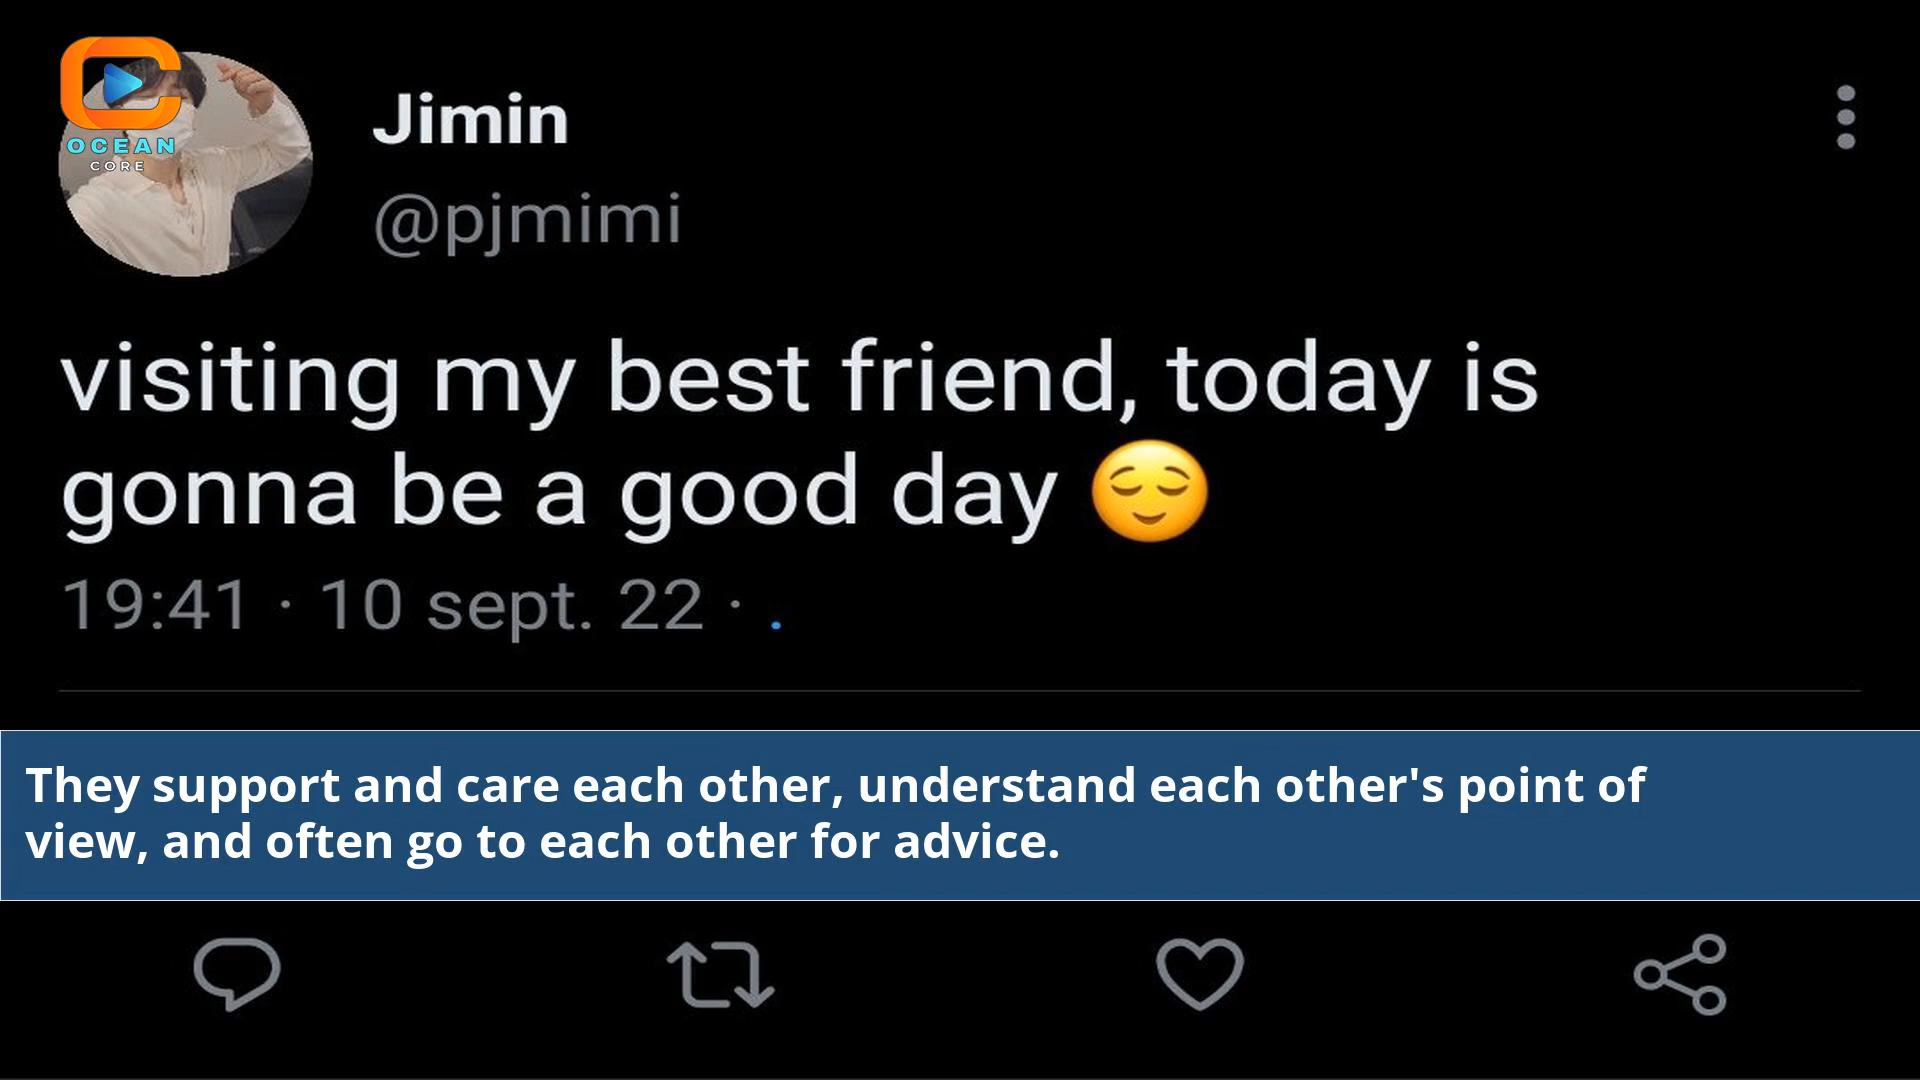 OCEAN
CORE
Jimin
@pjmimi
visiting my best friend, today is
gonna be a good day 😌
19:41 · 10 sept. 22 · .
They support and care each other, understand each other's point of
view, and often go to each other for advice.